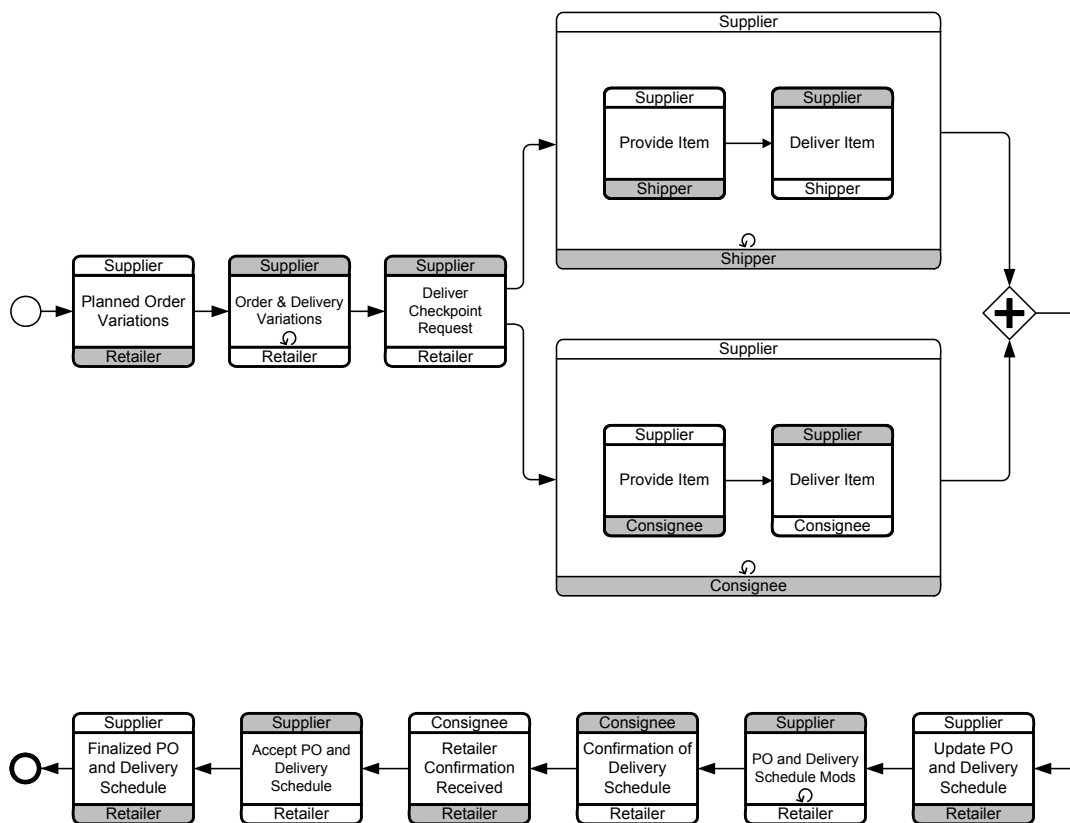 Supplier
Supplier
Provide Item
Shipper
Supplier
Deliver Item
Shipper
Shipper
Supplier
Planned Order
Variations
Retailer
Supplier
Order & Delivery
Variations
Retailer
Supplier
Deliver
Checkpoint
Request
Retailer
Supplier
Supplier
Provide Item
Consignee
Supplier
Deliver Item
Consignee
Consignee
Supplier
Finalized PO
and Delivery
Schedule
Retailer
Supplier
Accept PO and
Delivery
Schedule
Retailer
Consignee
Retailer
Confirmation
Received
Retailer
Consignee
Confirmation of
Delivery
Schedule
Retailer
Supplier
PO and Delivery
Schedule Mods
Retailer
Supplier
Update PO
and Delivery
Schedule
Retailer